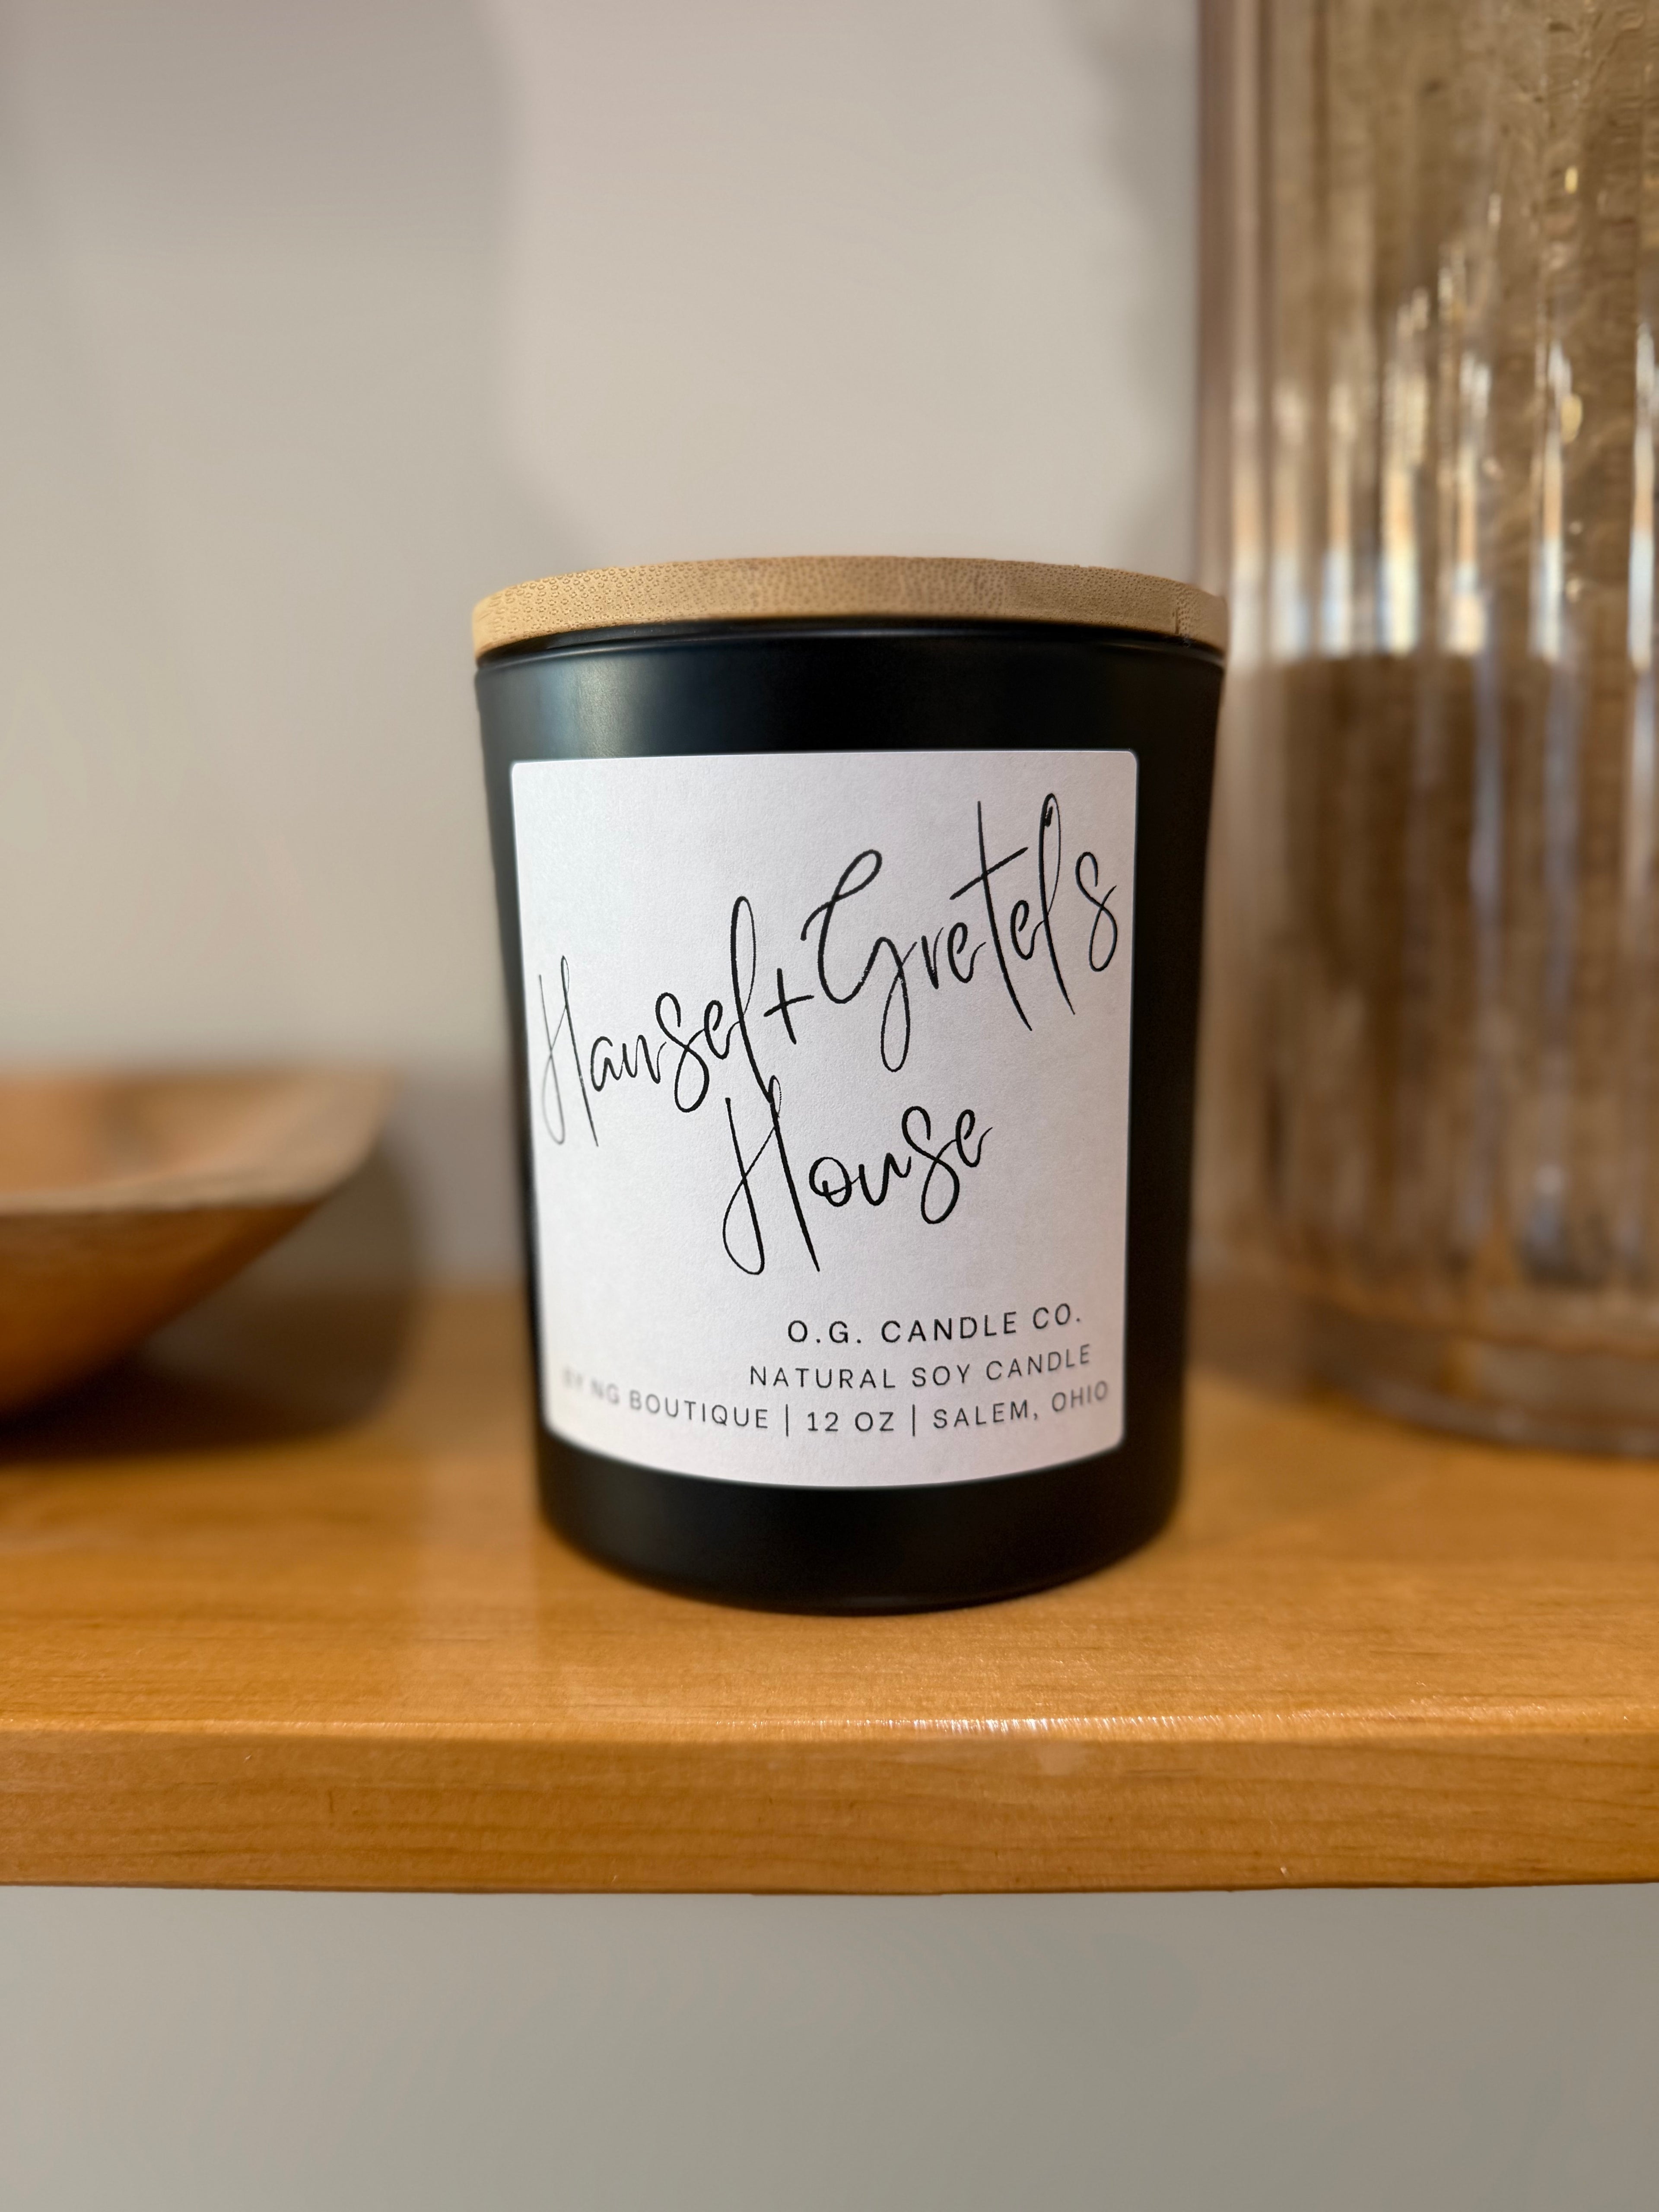 Hansel + Gretels
House
O.G. CANDLE CO.
NATURAL SOY CANDLE
BY NG BOUTIQUE | 12 OZ | SALEM, OHIO